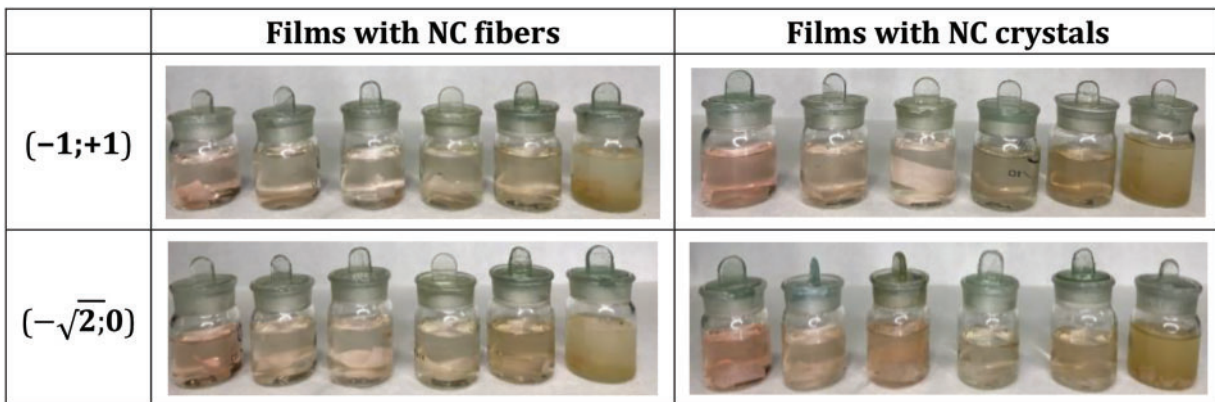 Films with NC fibers
Films with NC crystals
(−1;+1)
(−√2;0)